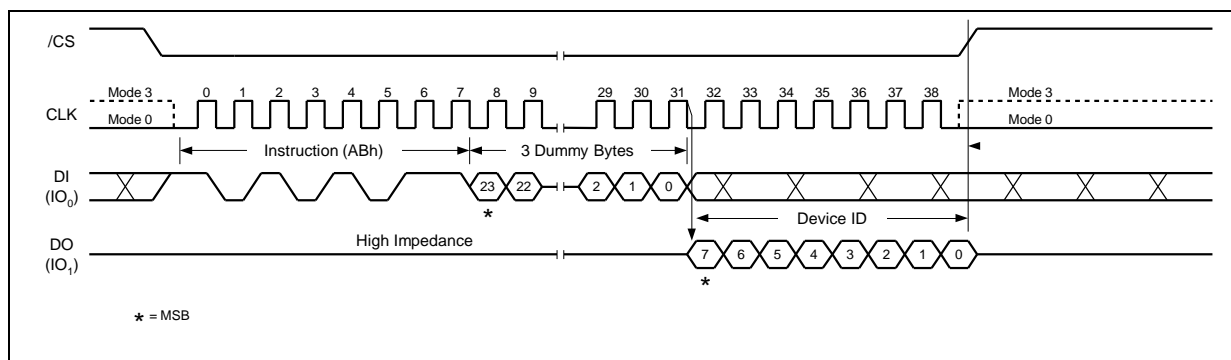 /CS
Mode 3 0 1 2 3 4 5 6 7 8 9 29 30 31 32 33 34 35 36 37 38 Mode 3
CLK Mode 0 Mode 0
Instruction (ABh) 3 Dummy Bytes
DI
(IO0) 23 22 2 1 0
* Device ID
DO High Impedance
(IO1) 7 6 5 4 3 2 1 0
*
* = MSB